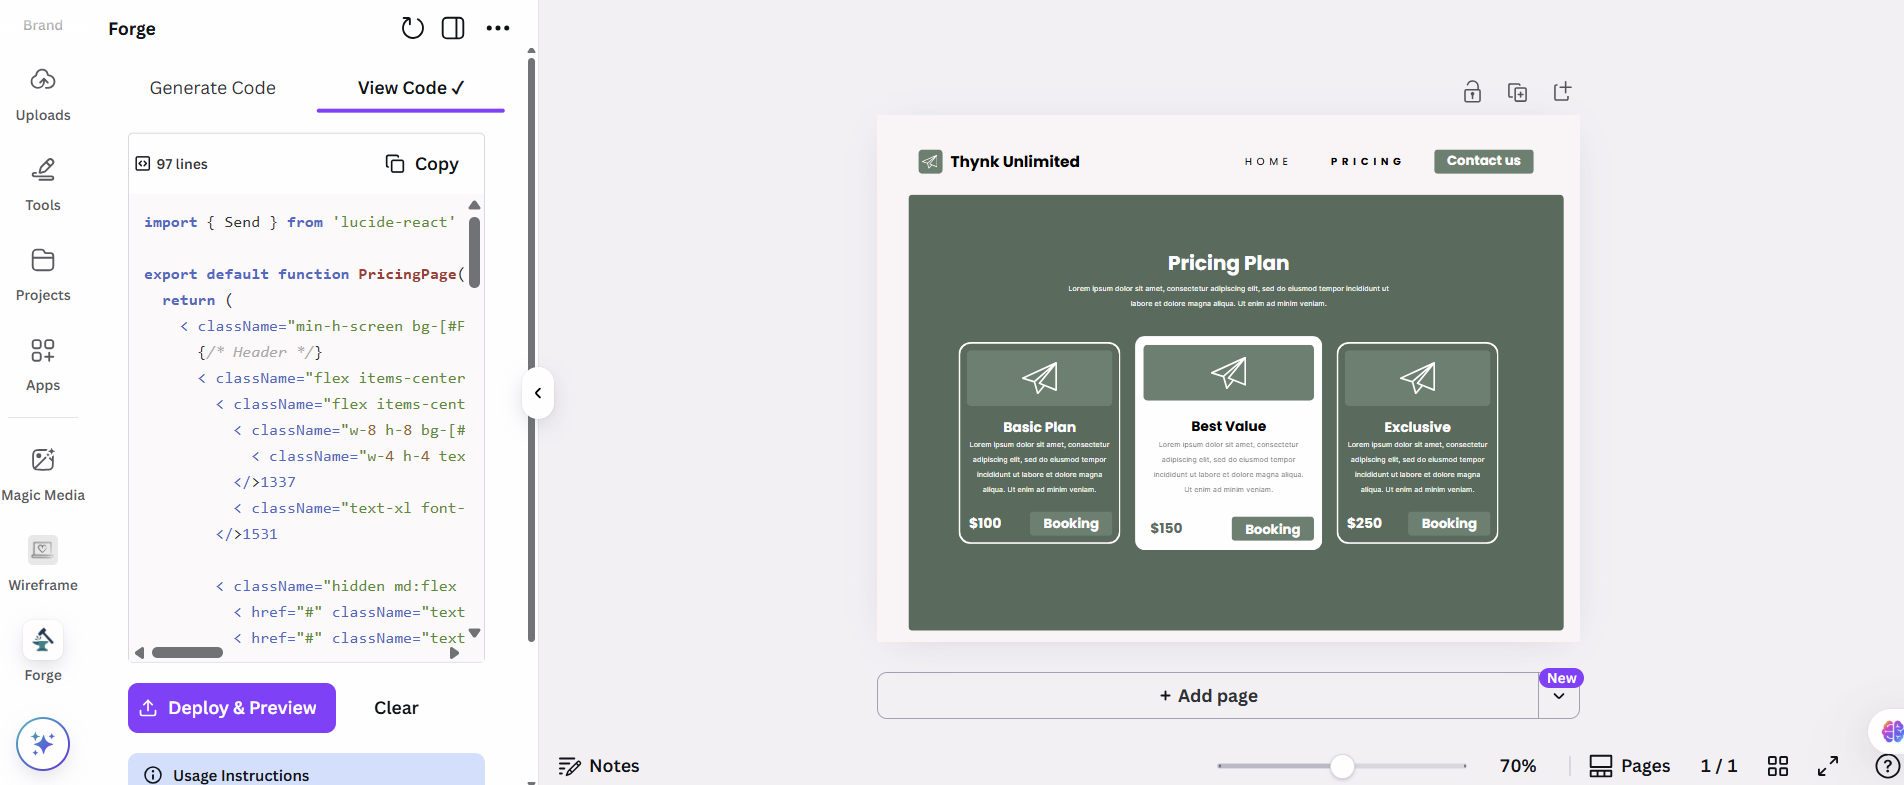 Brand
Uploads
Tools
Projects
Apps
Magic Media
Wireframe
Forge
Forge
Generate Code
View Code ✓
97 lines
Copy
import { Send } from 'lucide-react'
export default function PricingPage(
return (
< className="min-h-screen bg-[#F
{/* Header */}
< className="flex items-center
< className="flex items-cent
< className="w-8 h-8 bg-[#
< className="w-4 h-4 tex
</>1337
< className="text-xl font-
</>1531
< className="hidden md:flex
< href="#" className="text
< href="#" className="text
Deploy & Preview
Clear
Usage Instructions
Thynk Unlimited
HOME
PRICING
Contact us
Pricing Plan
Lorem ipsum dolor sit amet, consectetur adipiscing elit, sed do eiusmod tempor incididunt ut
labore et dolore magna aliqua. Ut enim ad minim veniam.
Basic Plan
Lorem ipsum dolor sit amet, consectetur
adipiscing elit, sed do eiusmod tempor
incididunt ut labore et dolore magna
aliqua. Ut enim ad minim veniam.
$100
Booking
Best Value
Lorem ipsum dolor sit amet, consectetur
adipiscing elit, sed do eiusmod tempor
incididunt ut labore et dolore magna aliqua.
Ut enim ad minim veniam.
$150
Booking
Exclusive
Lorem ipsum dolor sit amet, consectetur
adipiscing elit, sed do eiusmod tempor
incididunt ut labore et dolore magna
aliqua. Ut enim ad minim veniam.
$250
Booking
+ Add page
New
Notes
70%
Pages
1 / 1